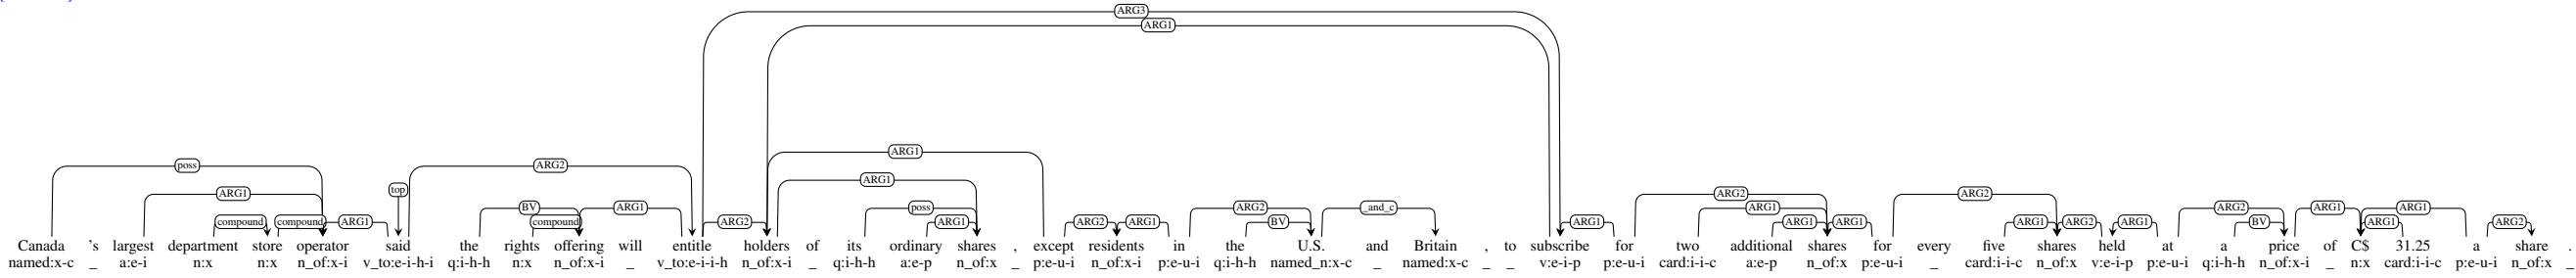 ARG3
ARG1
ARG1
poss ARG2 ARG1
top
ARG1 ARG2 ARG2
BV ARG1 poss ARG2 _and_c ARG1 ARG2 ARG1 ARG1
compound compound ARG1 compound ARG2 ARG1 ARG2 ARG1 BV ARG1 ARG1 ARG1 ARG1 ARG2 ARG1 BV ARG1 ARG2
Canada 's largest department store operator said the rights offering will entitle holders of its ordinary shares , except residents in the U.S. and Britain , to subscribe for two additional shares for every five shares held at a price of C$ 31.25 a share .
named:x-c _ a:e-i n:x n:x n_of:x-i v_to:e-i-h-i q:i-h-h n:x n_of:x-i _ v_to:e-i-i-h n_of:x-i _ q:i-h-h a:e-p n_of:x _ p:e-u-i n_of:x-i p:e-u-i q:i-h-h named_n:x-c _ named:x-c _ _ v:e-i-p p:e-u-i card:i-i-c a:e-p n_of:x p:e-u-i _ card:i-i-c n_of:x v:e-i-p p:e-u-i q:i-h-h n_of:x-i _ n:x card:i-i-c p:e-u-i n_of:x _